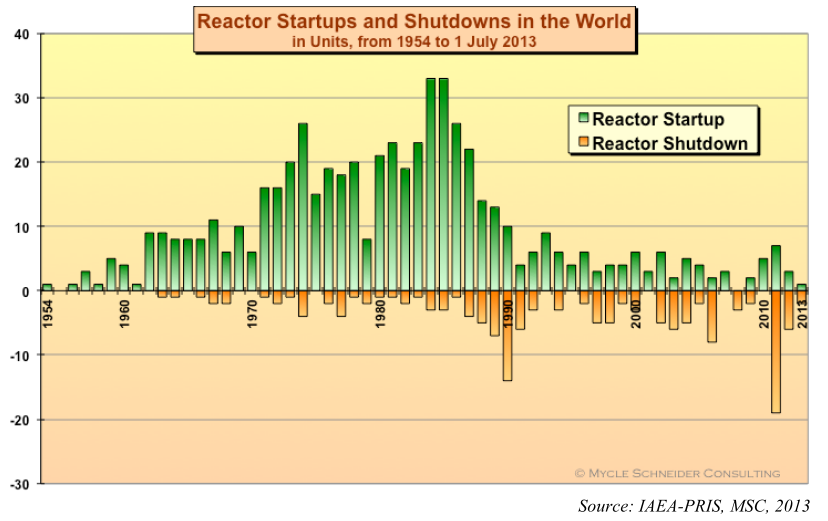 Reactor Startups and Shutdowns in the World
in Units, from 1954 to 1 July 2013
40
30
20
10
0
-10
-20
-30
Reactor Startup
Reactor Shutdown
1954
1960
1970
1980
1990
2000
2010
2013
© Mycle Schneider Consulting
Source: IAEA-PRIS, MSC, 2013